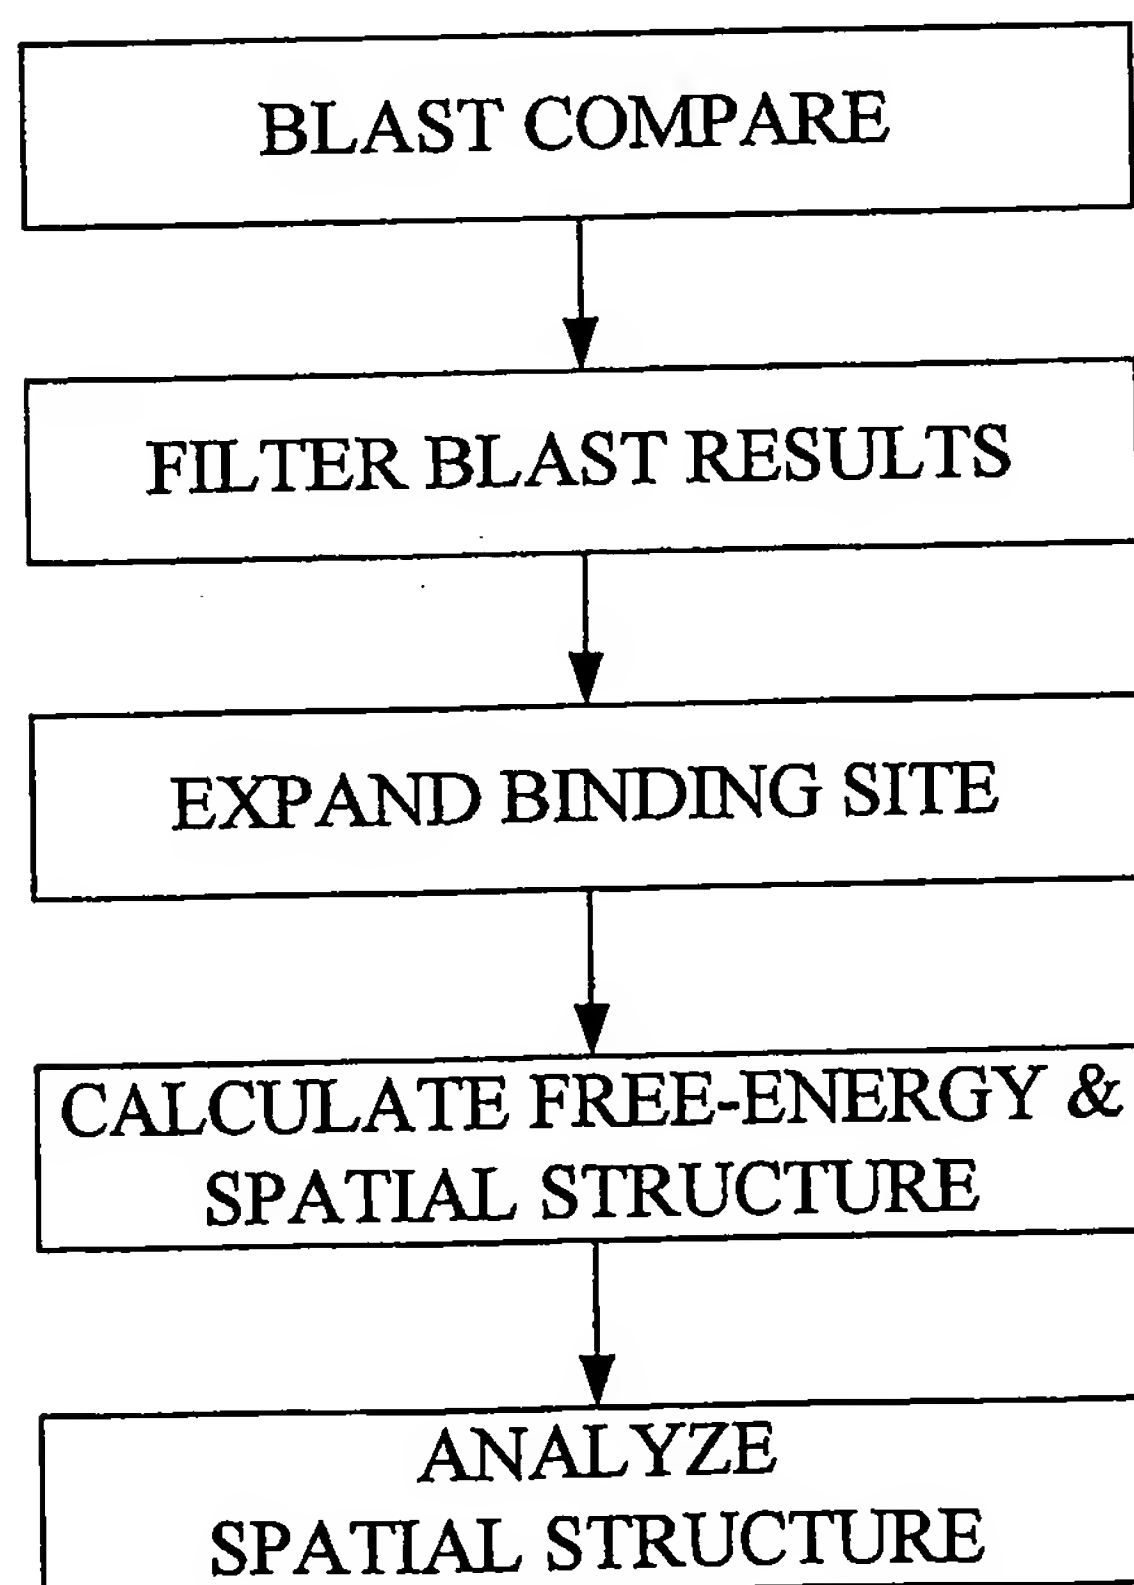 BLAST COMPARE
FILTER BLAST RESULTS
EXPAND BINDING SITE
CALCULATE FREE-ENERGY &
SPATIAL STRUCTURE
ANALYZE
SPATIAL STRUCTURE